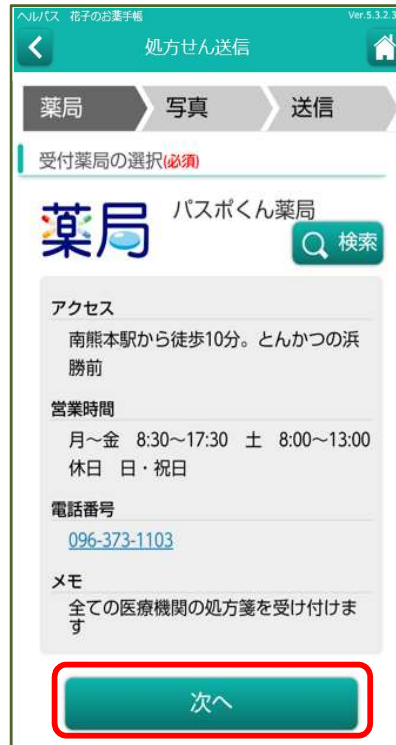 ヘルパス 花子のお薬手帳 Ver.5.3.2.3
処方せん送信
薬局 写真 送信
受付薬局の選択(必須)
薬局 パスポくん薬局
検索
アクセス
南熊本駅から徒歩10分。とんかつの浜
勝前
営業時間
月～金 8:30～17:30 土 8:00～13:00
休日 日・祝日
電話番号
096-373-1103
メモ
全ての医療機関の処方箋を受け付けま
す
次へ